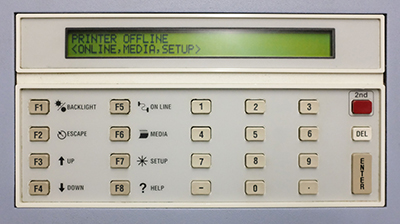 PRINTER OFFLINE
<ONLINE,MEDIA,SETUP>
F1 BACKLIGHT F5 ON LINE 1 2 3 2nd
F2 ESCAPE F6 MEDIA 4 5 6 DEL
F3 UP F7 SETUP 7 8 9 ENTER
F4 DOWN F8 ? HELP - 0 .